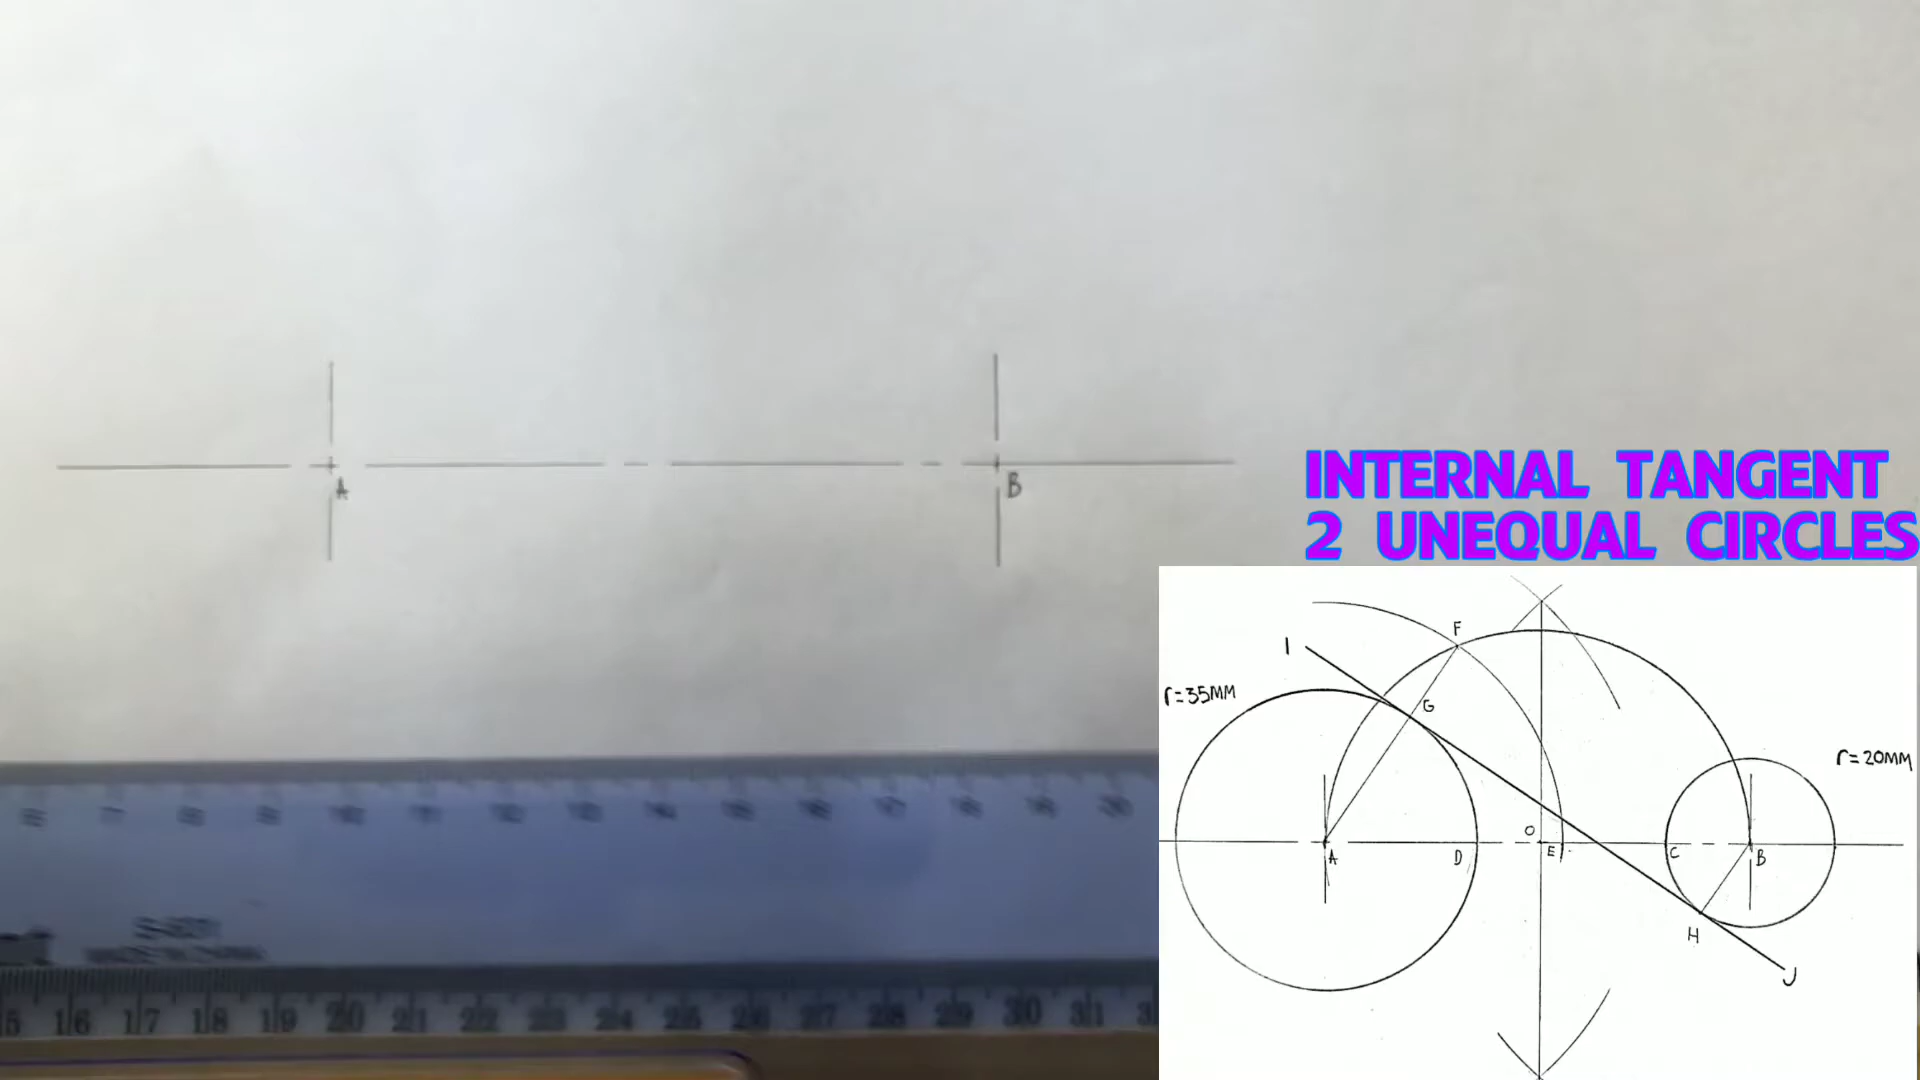 A
B
INTERNAL TANGENT
2 UNEQUAL CIRCLES
F
I
r=35MM
G
r=20MM
O
A
D
E
C
B
H
J
16 17 18 19 20 21 22 23 24 25 26 27 28 29 30 31